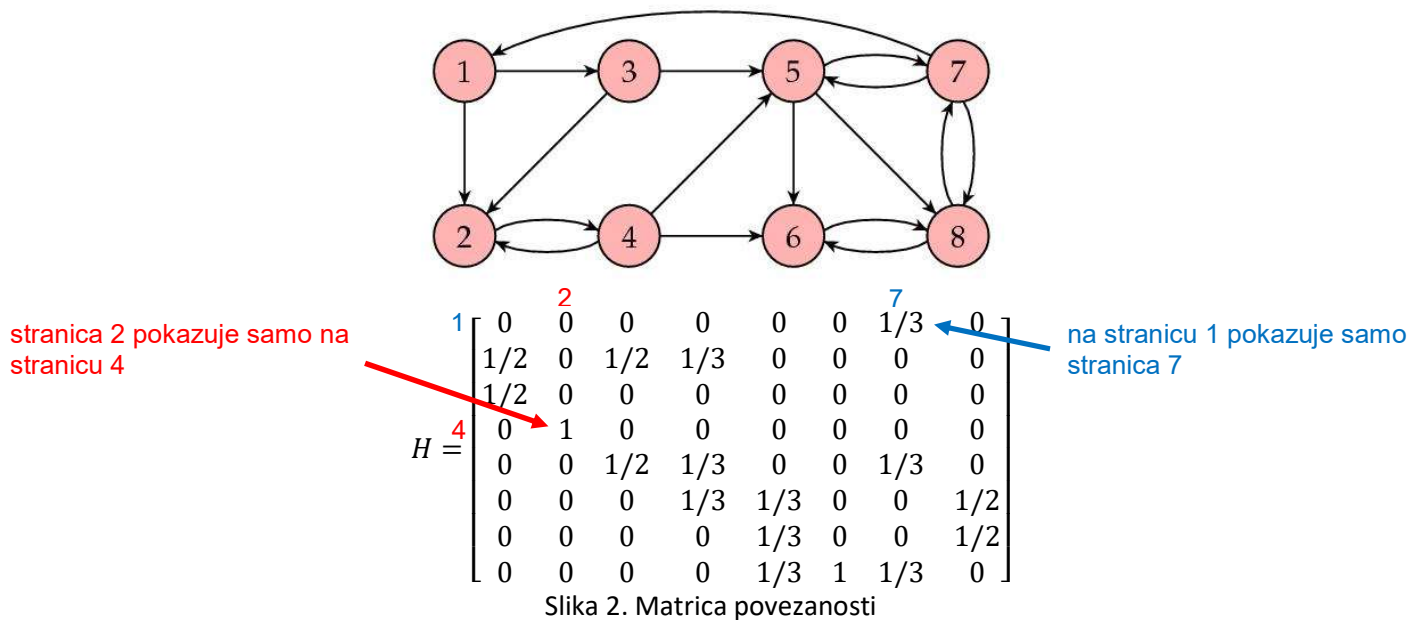 1 3 5 7
2 4 6 8
2 7
stranica 2 pokazuje samo na
stranicu 4
na stranicu 1 pokazuje samo
stranica 7
1 0 0 0 0 0 0 1/3 0
1/2 0 1/2 1/3 0 0 0 0
1/2 0 0 0 0 0 0 0
4 0 1 0 0 0 0 0 0
H =
0 0 1/2 1/3 0 0 1/3 0
0 0 0 1/3 1/3 0 0 1/2
0 0 0 0 1/3 0 0 1/2
0 0 0 0 1/3 1 1/3 0
Slika 2. Matrica povezanosti